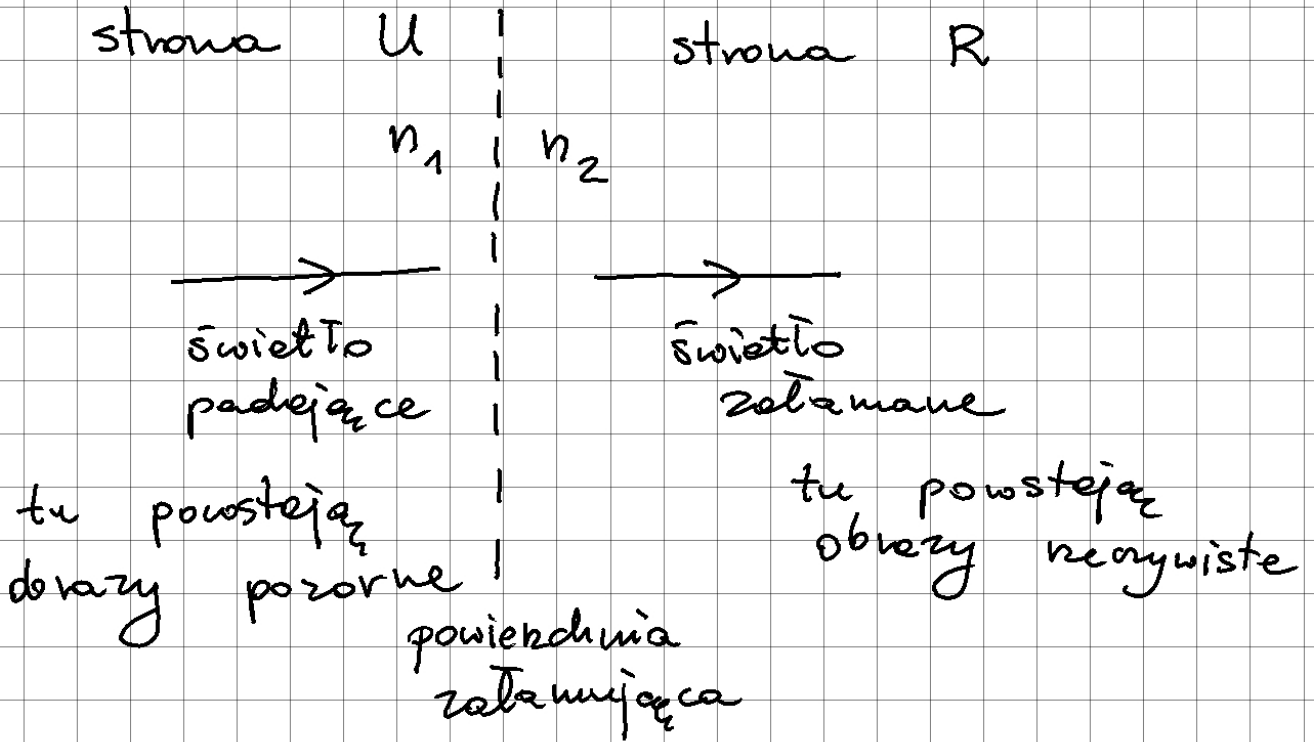 strona U
strona R
n₁
n₂
światło
padające
światło
załamane
tu powstają
obrazy pozorne
tu powstają
obrazy rzeczywiste
powierzchnia
załamująca